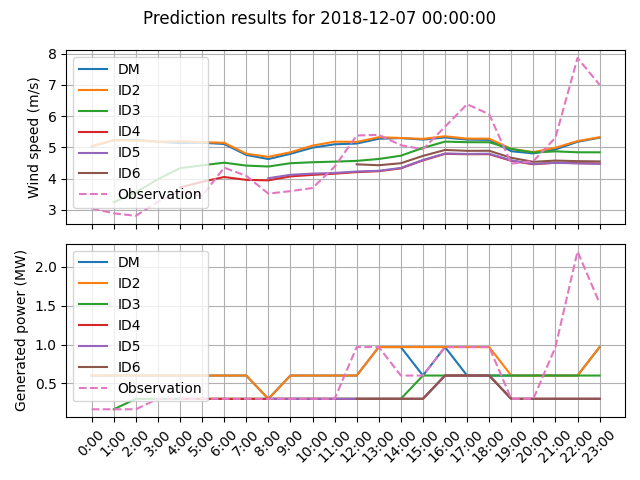 Prediction results for 2018-12-07 00:00:00
Wind speed (m/s)
8
7
6
5
4
3
DM
ID2
ID3
ID4
ID5
ID6
Observation
Generated power (MW)
2.0
1.5
1.0
0.5
DM
ID2
ID3
ID4
ID5
ID6
Observation
0:00
1:00
2:00
3:00
4:00
5:00
6:00
7:00
8:00
9:00
10:00
11:00
12:00
13:00
14:00
15:00
16:00
17:00
18:00
19:00
20:00
21:00
22:00
23:00